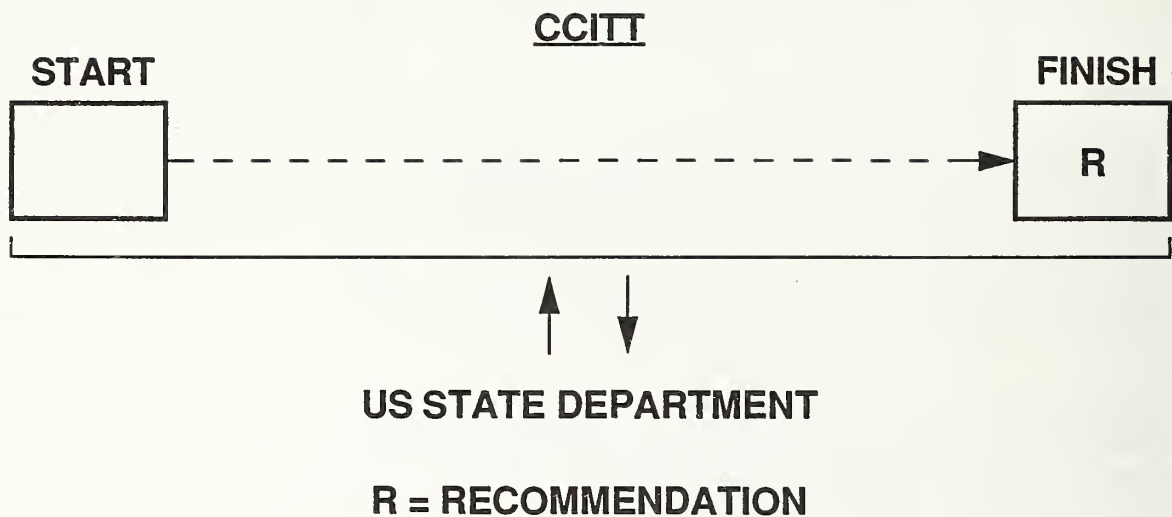 CCITT
START FINISH
R
US STATE DEPARTMENT
R = RECOMMENDATION